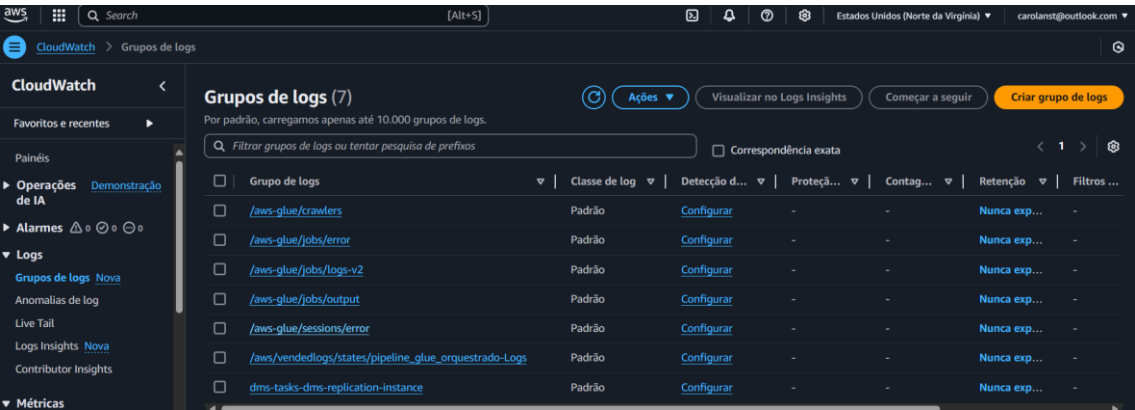 aws Search [Alt+S] Estados Unidos (Norte da Virgínia) ▼ carolanst@outlook.com ▼
CloudWatch > Grupos de logs
CloudWatch
Favoritos e recentes
Painéis
Operações de IA Demonstração
Alarmes 0 0 0
Logs
Grupos de logs Nova
Anomalias de log
Live Tail
Logs Insights Nova
Contributor Insights
Métricas
Grupos de logs (7)
Ações ▼ Visualizar no Logs Insights Começar a seguir Criar grupo de logs
Por padrão, carregamos apenas até 10.000 grupos de logs.
Filtrar grupos de logs ou tentar pesquisa de prefixos Correspondência exata < 1 >
Grupo de logs Classe de log Detecção d... Proteçã... Contag... Retenção Filtros ...
/aws-glue/crawlers Padrão Configurar - - Nunca exp... -
/aws-glue/jobs/error Padrão Configurar - - Nunca exp... -
/aws-glue/jobs/logs-v2 Padrão Configurar - - Nunca exp... -
/aws-glue/jobs/output Padrão Configurar - - Nunca exp... -
/aws-glue/sessions/error Padrão Configurar - - Nunca exp... -
/aws/vendedlogs/states/pipeline_glue_orquestrado-Logs Padrão Configurar - - Nunca exp... -
dms-tasks-dms-replication-instance Padrão Configurar - - Nunca exp... -